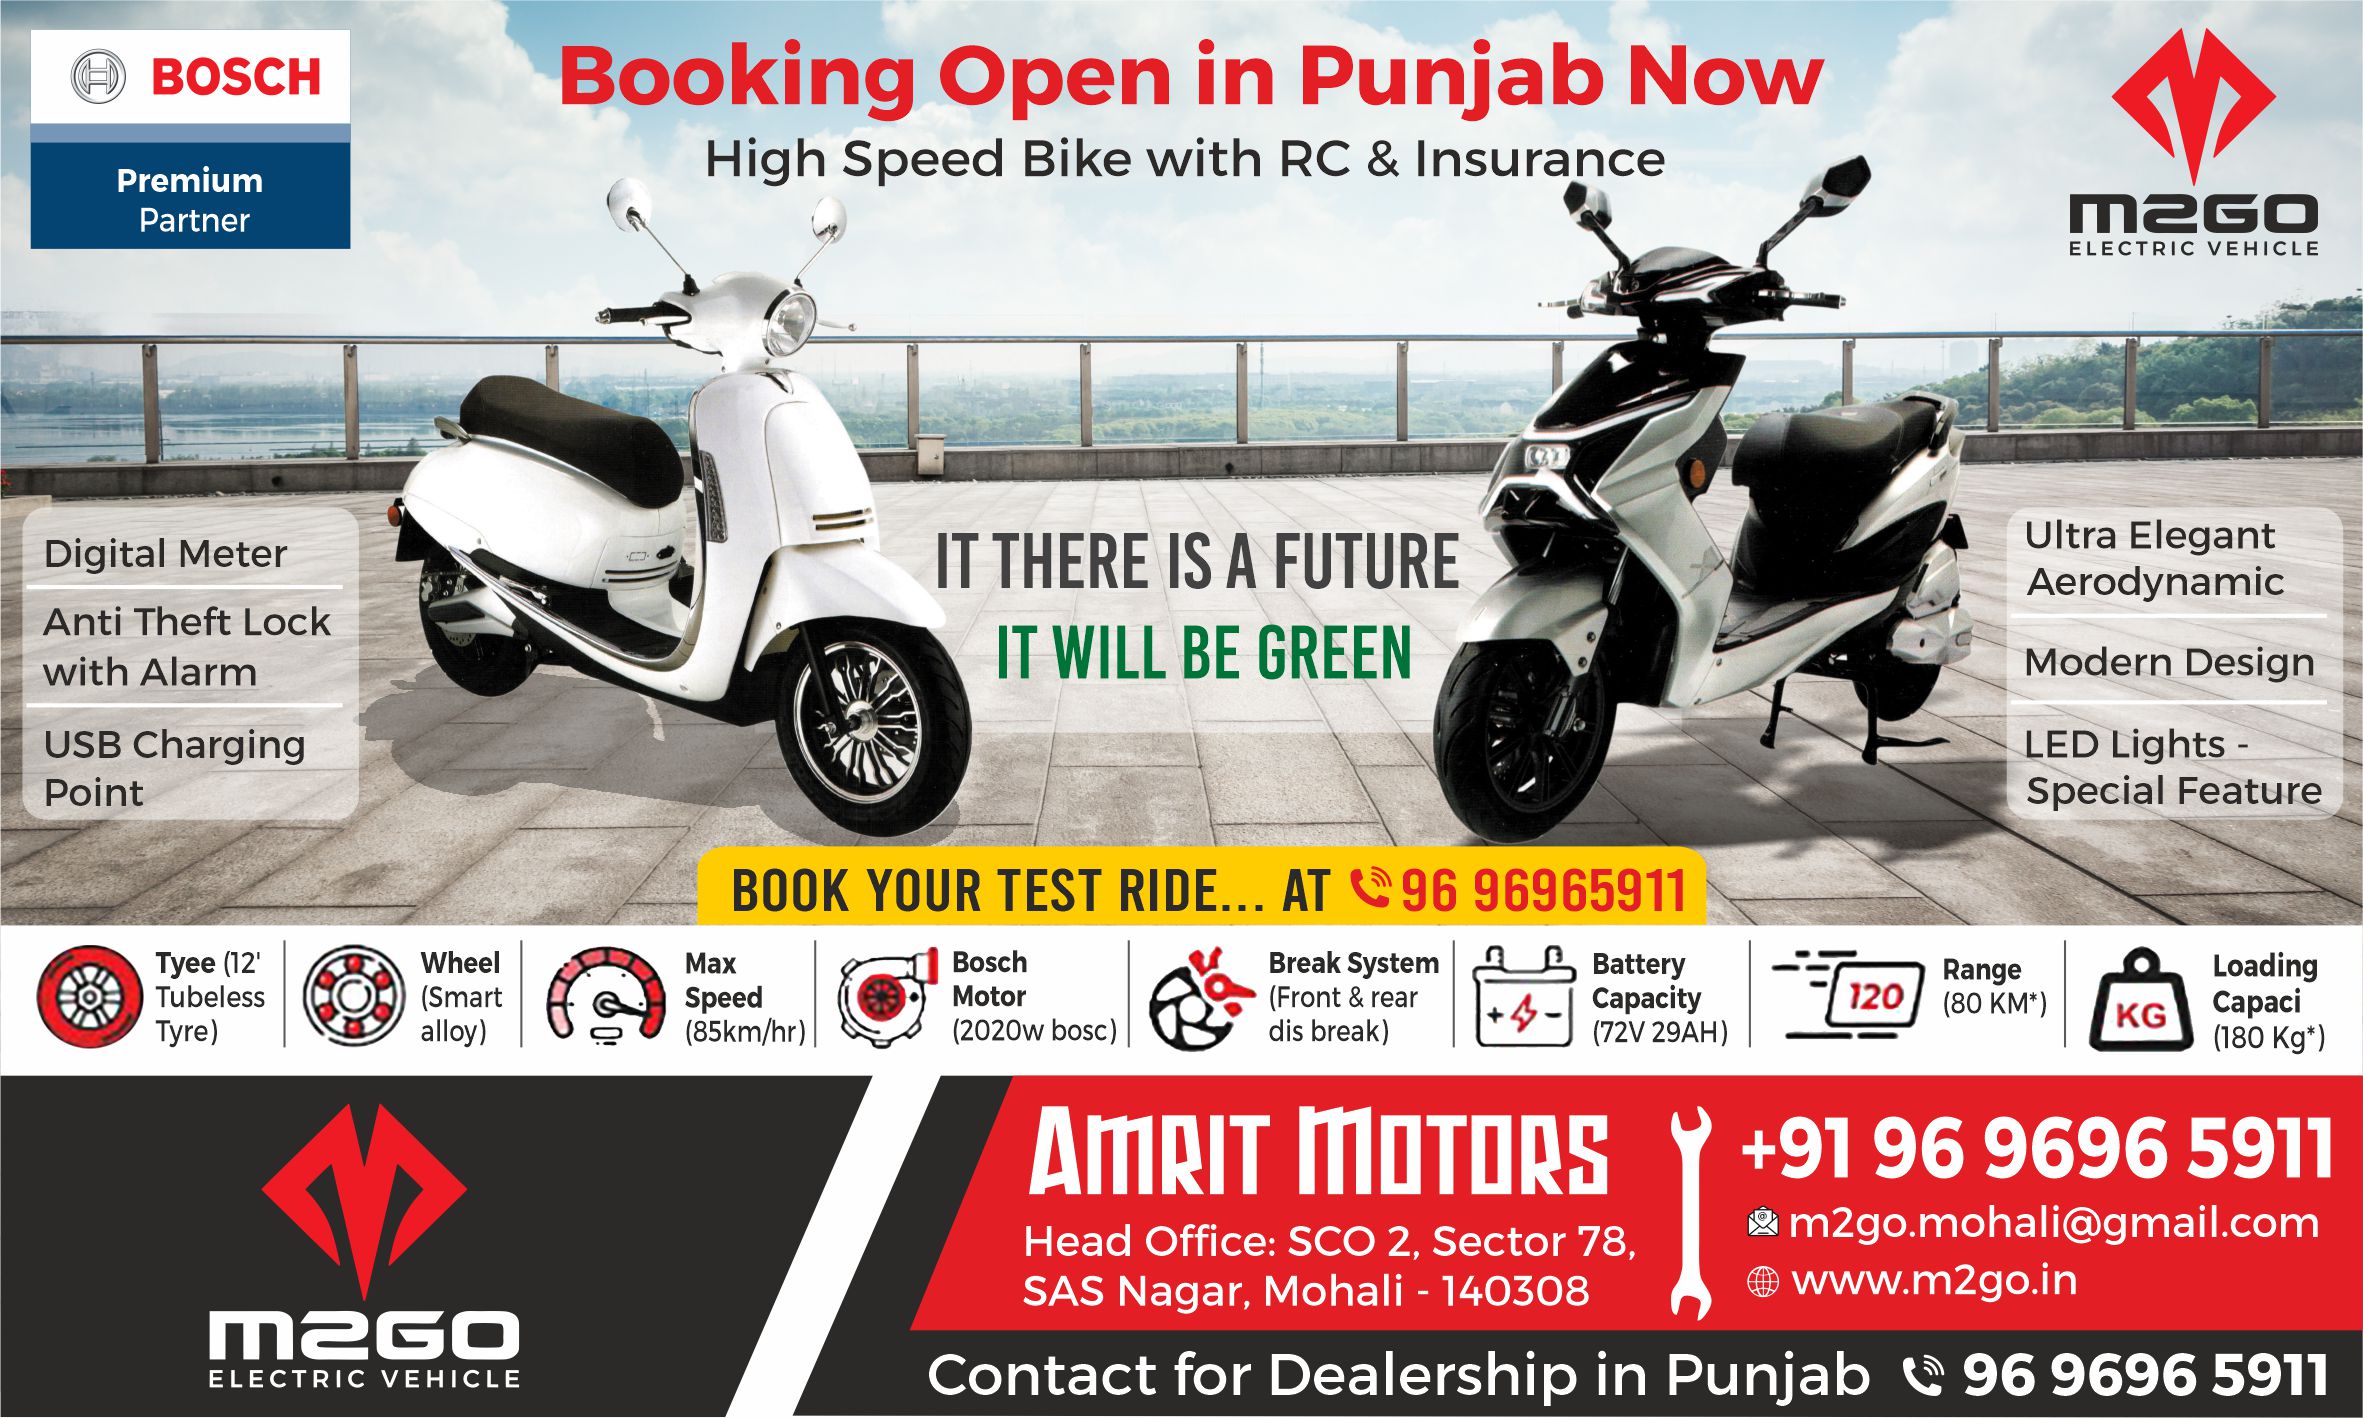 BOSCH
Premium
Partner
Booking Open in Punjab Now
High Speed Bike with RC & Insurance
M2GO
ELECTRIC VEHICLE
Digital Meter
Anti Theft Lock
with Alarm
USB Charging
Point
IT THERE IS A FUTURE
IT WILL BE GREEN
Ultra Elegant
Aerodynamic
Modern Design
LED Lights -
Special Feature
BOOK YOUR TEST RIDE... AT 96 96965911
Tyee (12'
Tubeless
Tyre)
Wheel
(Smart
alloy)
Max
Speed
(85km/hr)
Bosch
Motor
(2020w bosc)
Break System
(Front & rear
dis break)
Battery
Capacity
(72V 29AH)
120
Range
(80 KM*)
KG
Loading
Capaci
(180 Kg*)
M2GO
ELECTRIC VEHICLE
AMRIT MOTORS
Head Office: SCO 2, Sector 78,
SAS Nagar, Mohali - 140308
+91 96 9696 5911
m2go.mohali@gmail.com
www.m2go.in
Contact for Dealership in Punjab 96 9696 5911